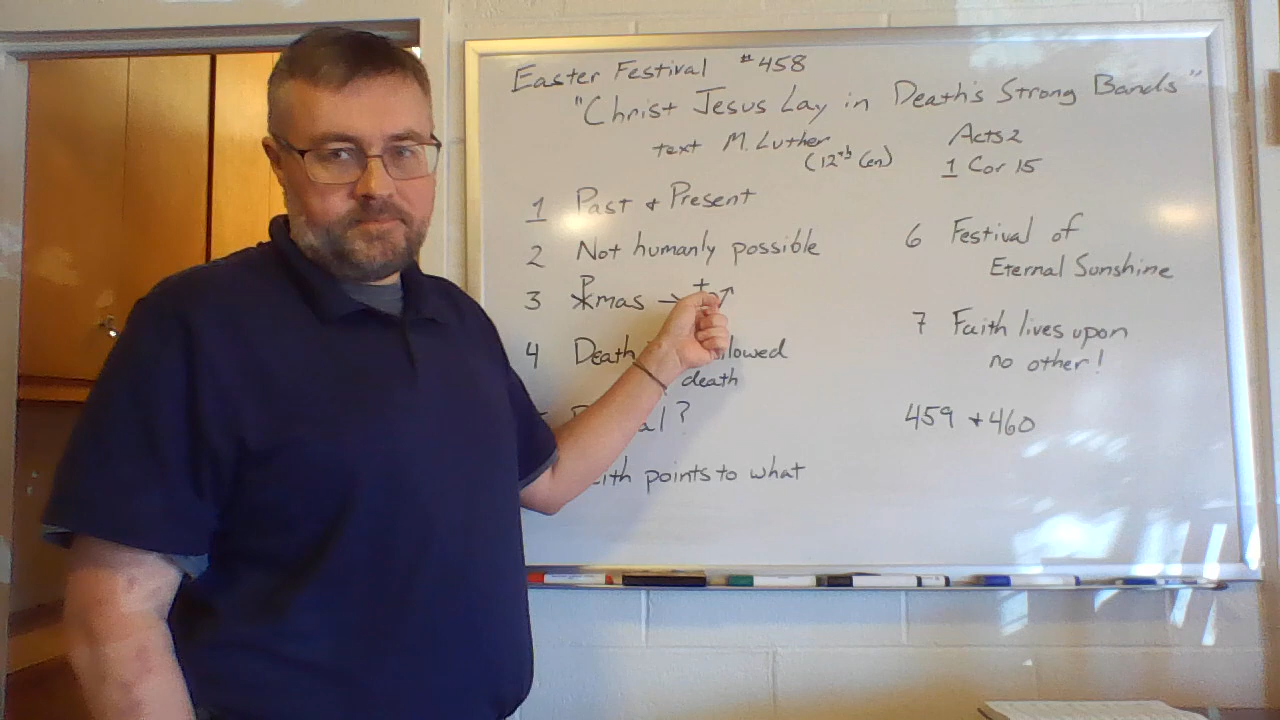 Easter Festival #458
"Christ Jesus Lay in Death's Strong Bands"
text M. Luther
(12th Cen)
Acts 2
1 Cor 15
1 Past + Present
2 Not humanly possible
3 Xmas → + ↗
4 Death
death
?
points to what
6 Festival of
Eternal Sunshine
7 Faith lives upon
no other!
459 + 460